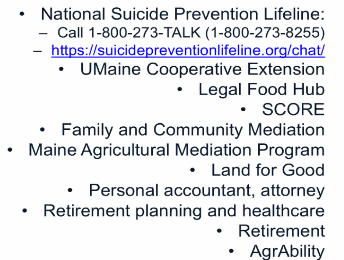 • National Suicide Prevention Lifeline:
– Call 1-800-273-TALK (1-800-273-8255)
– https://suicidepreventionlifeline.org/chat/
• UMaine Cooperative Extension
• Legal Food Hub
• SCORE
• Family and Community Mediation
• Maine Agricultural Mediation Program
• Land for Good
• Personal accountant, attorney
• Retirement planning and healthcare
• Retirement
• AgrAbility